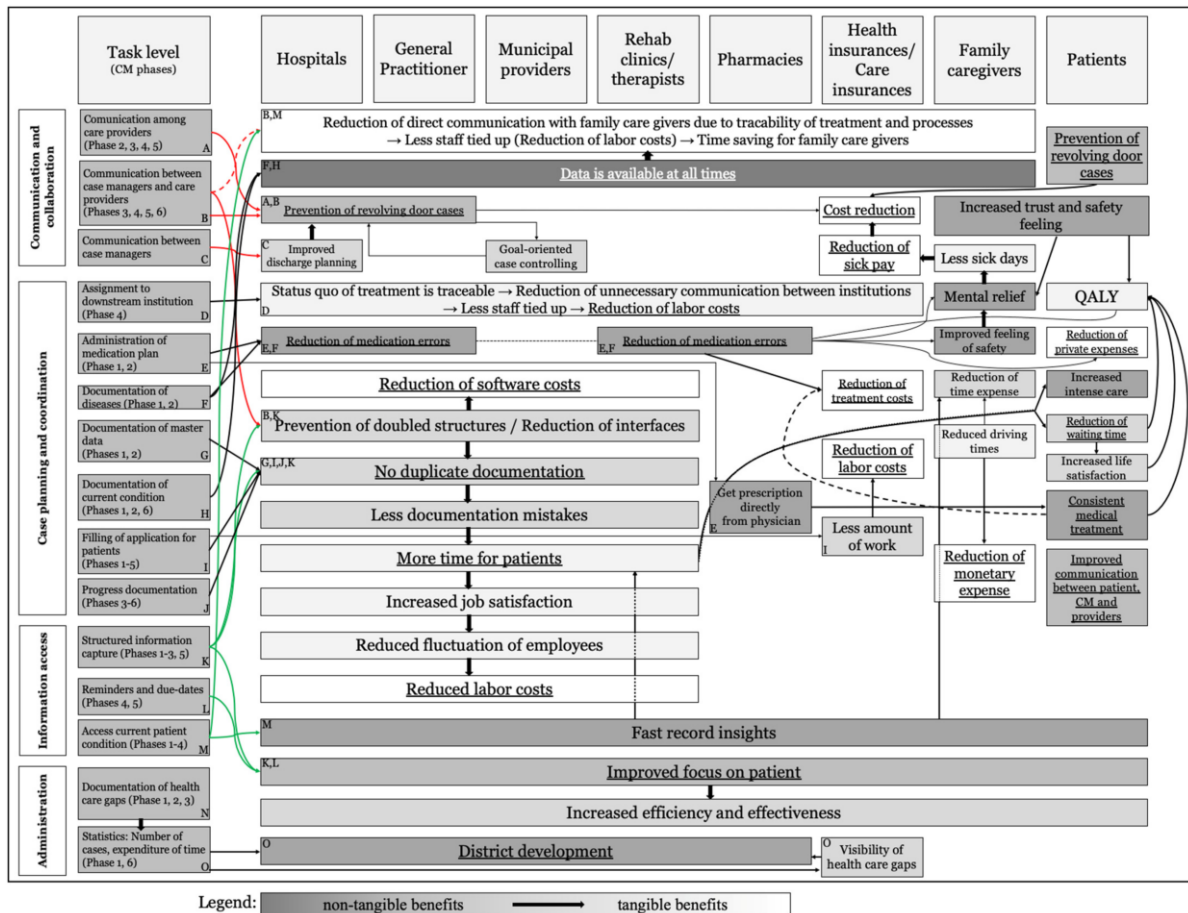 Task level
(CM phases)
Hospitals
General
Practitioner
Municipal
providers
Rehab
clinics/
therapists
Pharmacies
Health
insurances/
Care
insurances
Family
caregivers
Patients
Communication and
collaboration
Comunication among
care providers
(Phase 2, 3, 4, 5)
A
Communication between
case managers and care
providers
(Phases 3, 4, 5, 6)
B
Communication between
case managers
C
B,M
Reduction of direct communication with family care givers due to tracability of treatment and processes
→ Less staff tied up (Reduction of labor costs) → Time saving for family care givers
F,H
Data is available at all times
A,B
Prevention of revolving door cases
C
Improved
discharge planning
Goal-oriented
case controlling
Cost reduction
Reduction of
sick pay
Prevention of
revolving door
cases
Increased trust and safety
feeling
Less sick days
Case planning and coordination
Assignment to
downstream institution
(Phase 4)
D
Administration of
medication plan
(Phase 1, 2)
E
Documentation of
diseases (Phase 1, 2)
F
Documentation of master
data
(Phases 1, 2)
G
Documentation of
current condition
(Phases 1, 2, 6)
H
Filling of application for
patients
(Phases 1-5)
I
Progress documentation
(Phases 3-6)
J
Status quo of treatment is traceable → Reduction of unnecessary communication between institutions
→ Less staff tied up → Reduction of labor costs
D
Mental relief
QALY
E,F
Reduction of medication errors
E,F
Reduction of medication errors
Improved feeling
of safety
Reduction of
private expenses
Reduction of software costs
Reduction of
treatment costs
Reduction of
time expense
Increased
intense care
B,K
Prevention of doubled structures / Reduction of interfaces
Reduced driving
times
Reduction of
waiting time
G,I,J,K
No duplicate documentation
Reduction of
labor costs
Increased life
satisfaction
Less documentation mistakes
Get prescription
directly
from physician
E
Less amount
of work
I
Consistent
medical
treatment
More time for patients
Reduction of
monetary
expense
Improved
communication
between patient,
CM and
providers
Increased job satisfaction
Reduced fluctuation of employees
Reduced labor costs
Information access
Structured information
capture (Phases 1-3, 5)
K
Reminders and due-dates
(Phases 4, 5)
L
Access current patient
condition (Phases 1-4)
M
M
Fast record insights
K,L
Improved focus on patient
Increased efficiency and effectiveness
Administration
Documentation of health
care gaps (Phase 1, 2, 3)
N
Statistics: Number of
cases, expenditure of time
(Phase 1, 6)
O
O
District development
O
Visibility of
health care gaps
Legend:
non-tangible benefits
tangible benefits